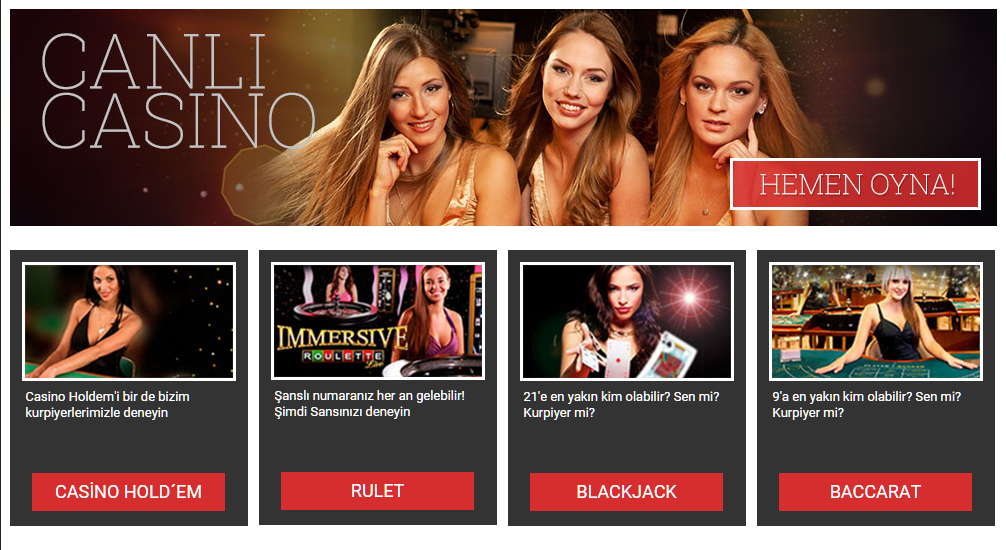 CANLI
CASINO
HEMEN OYNA!
IMMERSIVE
ROULETTE
Live
Casino Holdem'i bir de bizim
kurpiyerlerimizle deneyin
Şanslı numaranız her an gelebilir!
Şimdi Sansınızı deneyin
21'e en yakın kim olabilir? Sen mi?
Kurpiyer mi?
9'a en yakın kim olabilir? Sen mi?
Kurpiyer mi?
CASİNO HOLD´EM
RULET
BLACKJACK
BACCARAT